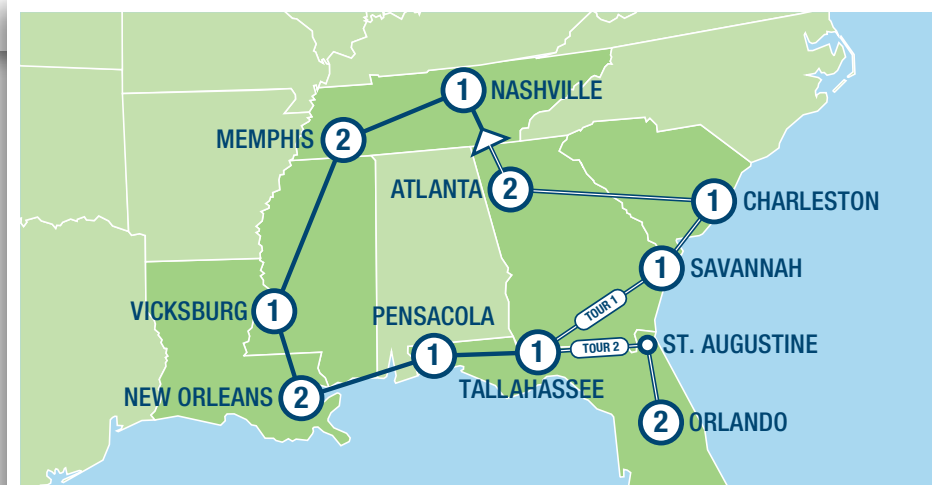 1 NASHVILLE
MEMPHIS 2
ATLANTA 2
1 CHARLESTON
1 SAVANNAH
VICKSBURG 1
TOUR 1
PENSACOLA
1
1
TOUR 2
ST. AUGUSTINE
TALLAHASSEE
NEW ORLEANS 2
2 ORLANDO